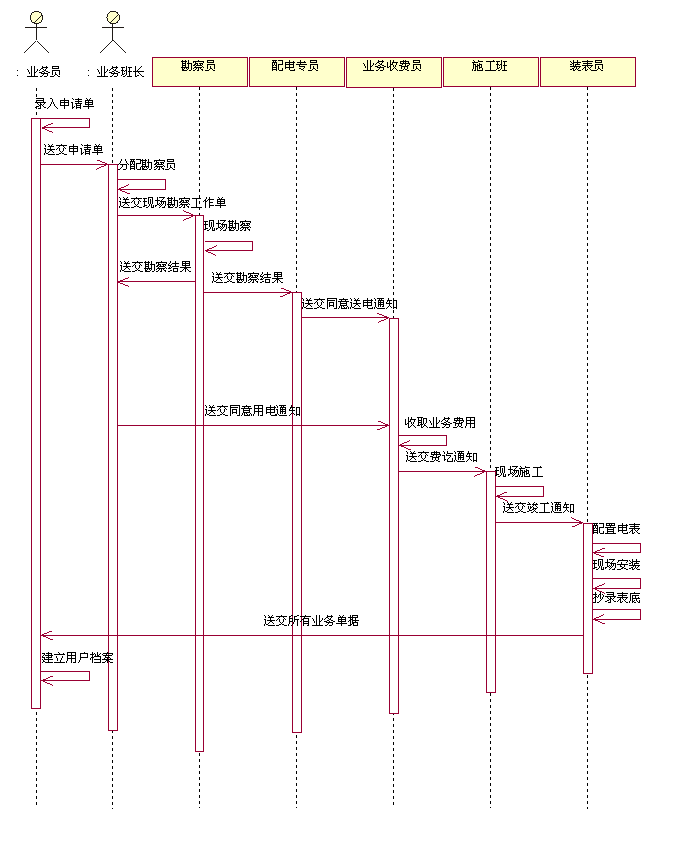 : 业务员
: 业务班长
勘察员
配电专员
业务收费员
施工班
装表员
录入申请单
送交申请单
分配勘察员
送交现场勘察工作单
现场勘察
送交勘察结果
送交勘察结果
送交同意送电通知
送交同意用电通知
收取业务费用
送交费讫通知
现场施工
送交竣工通知
配置电表
现场安装
抄录表底
送交所有业务单据
建立用户档案